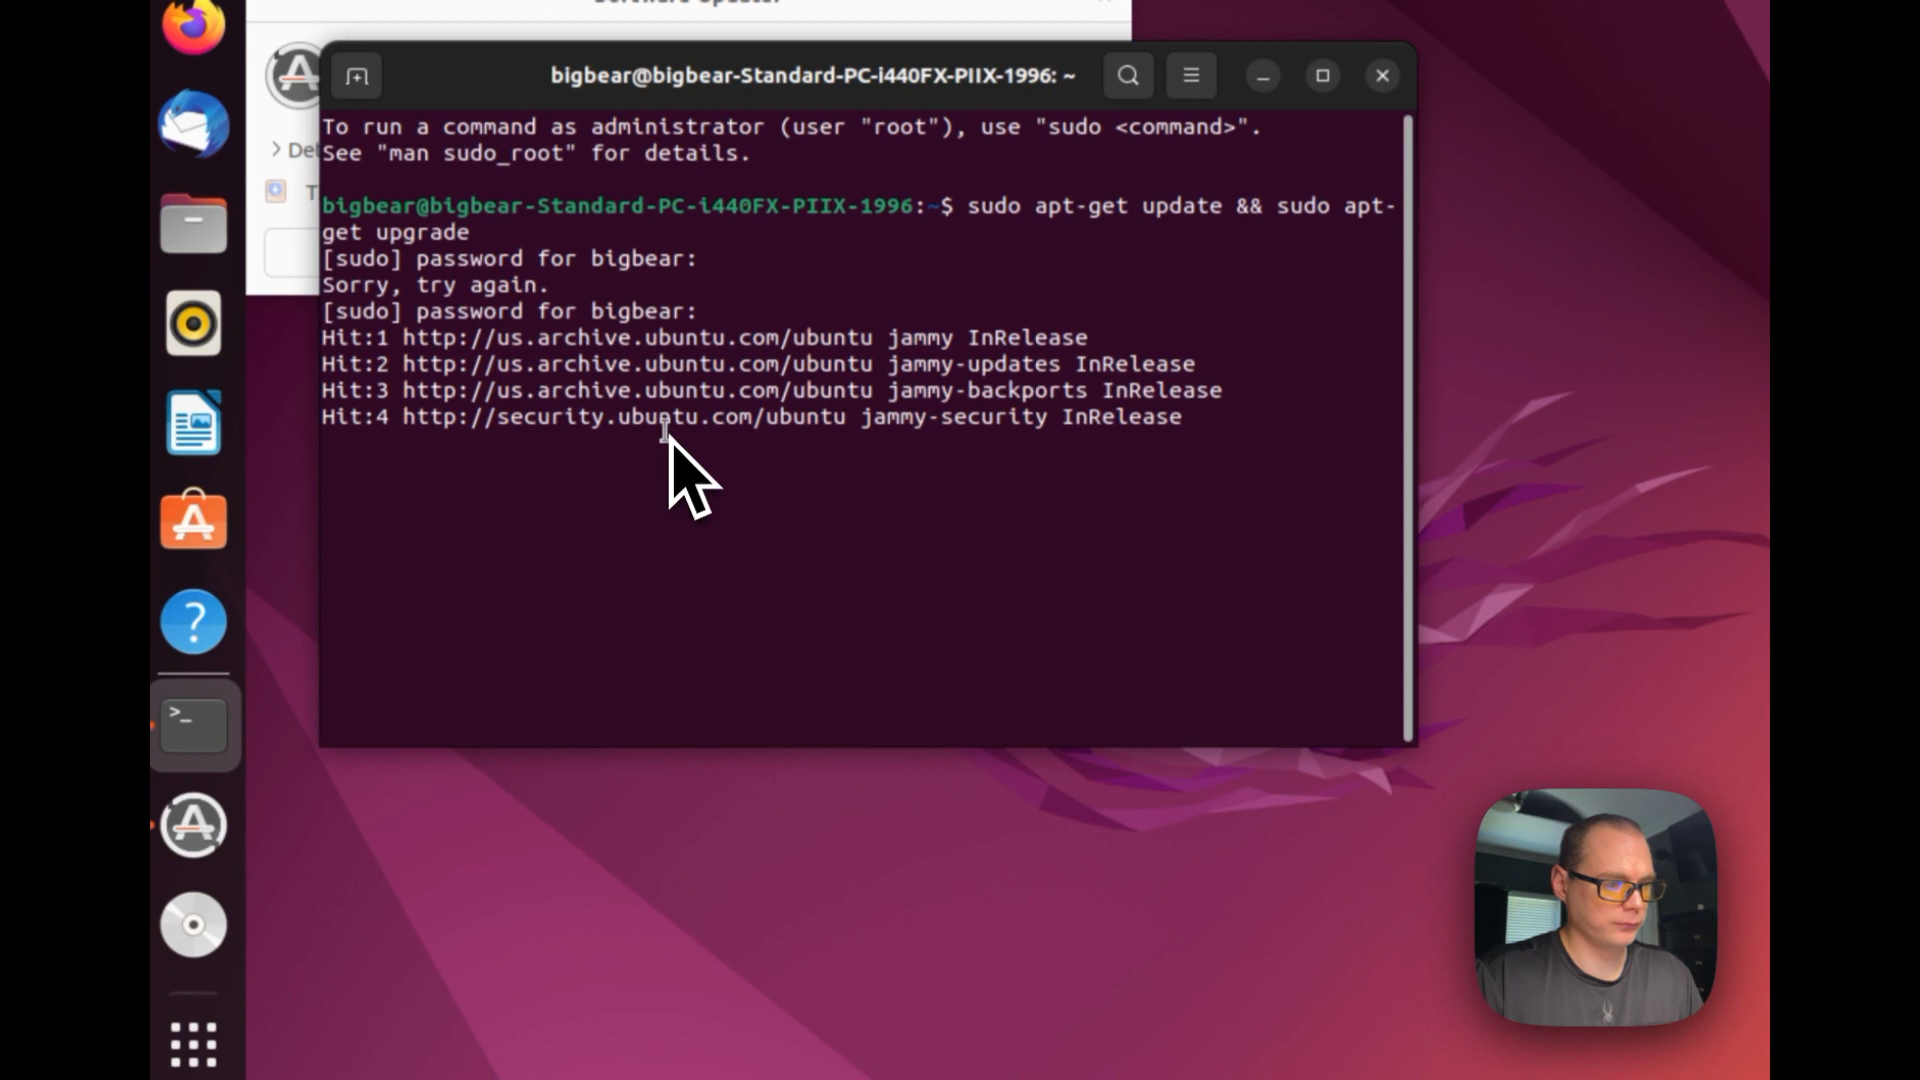 Software Updater
bigbear@bigbear-Standard-PC-i440FX-PIIX-1996: ~
To run a command as administrator (user "root"), use "sudo <command>".
See "man sudo_root" for details.
bigbear@bigbear-Standard-PC-i440FX-PIIX-1996:~$ sudo apt-get update && sudo apt-
get upgrade
[sudo] password for bigbear:
Sorry, try again.
[sudo] password for bigbear:
Hit:1 http://us.archive.ubuntu.com/ubuntu jammy InRelease
Hit:2 http://us.archive.ubuntu.com/ubuntu jammy-updates InRelease
Hit:3 http://us.archive.ubuntu.com/ubuntu jammy-backports InRelease
Hit:4 http://security.ubuntu.com/ubuntu jammy-security InRelease